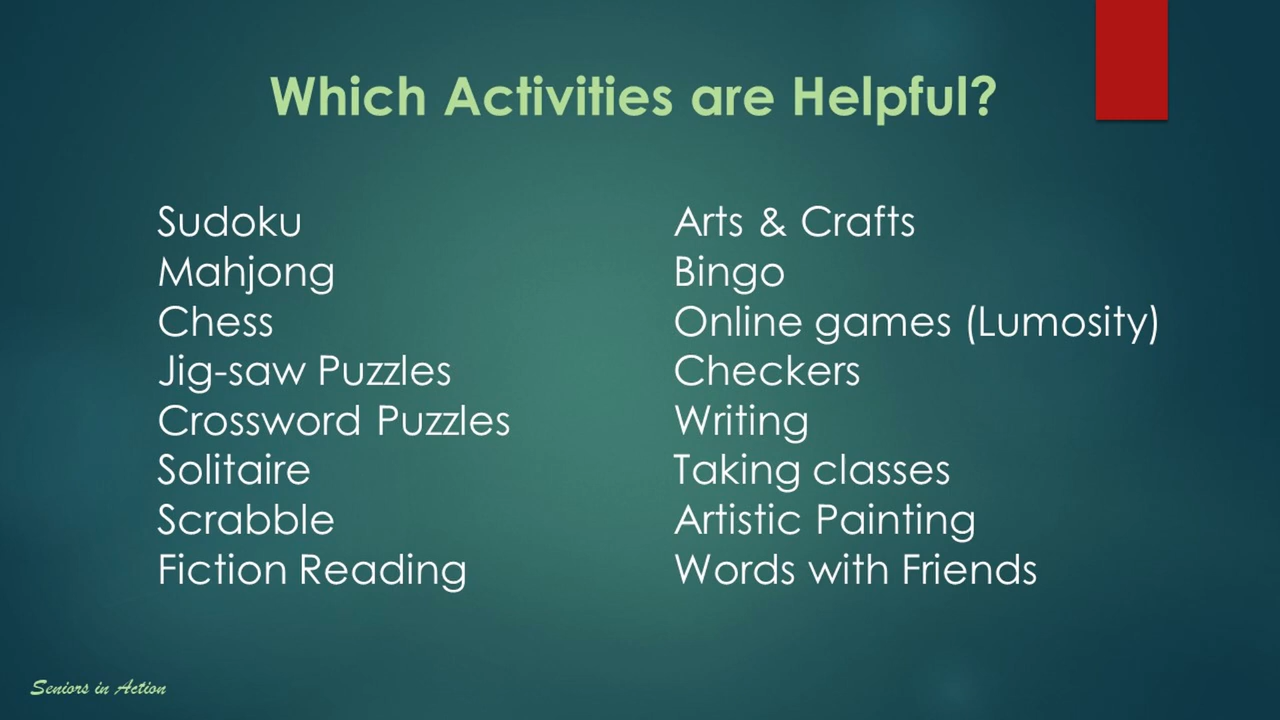 Which Activities are Helpful?
Sudoku
Mahjong
Chess
Jig-saw Puzzles
Crossword Puzzles
Solitaire
Scrabble
Fiction Reading
Arts & Crafts
Bingo
Online games (Lumosity)
Checkers
Writing
Taking classes
Artistic Painting
Words with Friends
Seniors in Action